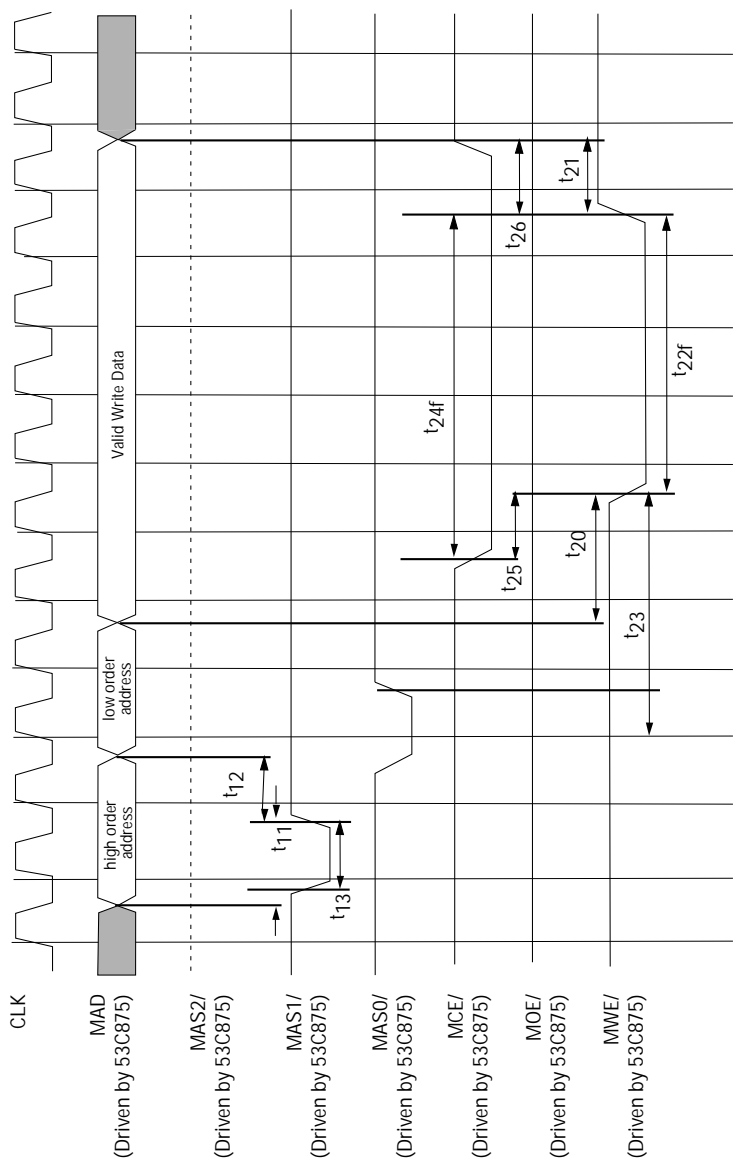 CLK
MAD
(Driven by 53C875)
MAS2/
(Driven by 53C875)
MAS1/
(Driven by 53C875)
MAS0/
(Driven by 53C875)
MCE/
(Driven by 53C875)
MOE/
(Driven by 53C875)
MWE/
(Driven by 53C875)
high order
address
low order
address
Valid Write Data
t12
t11
t13
t24f
t25
t26
t20
t21
t23
t22f